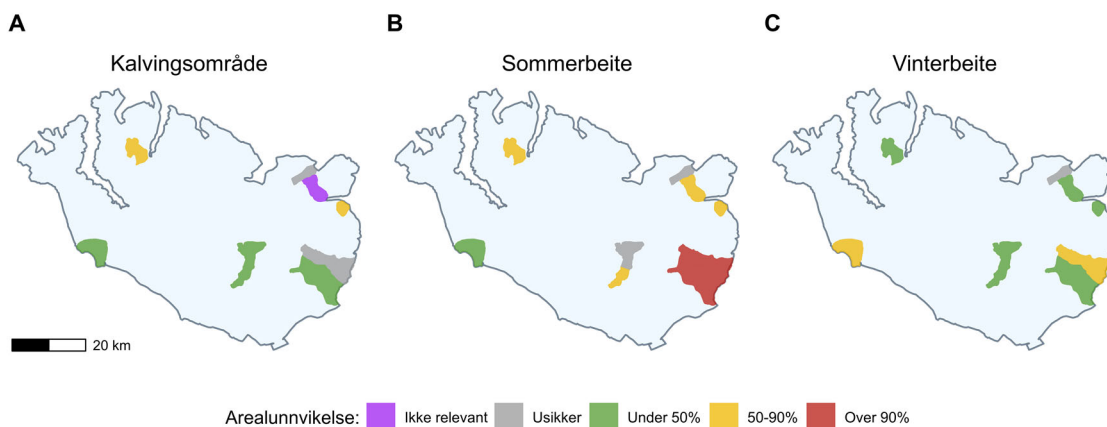 A
B
C
Kalvingsområde
Sommerbeite
Vinterbeite
20 km
Arealunnvikelse: Ikke relevant Usikker Under 50% 50-90% Over 90%